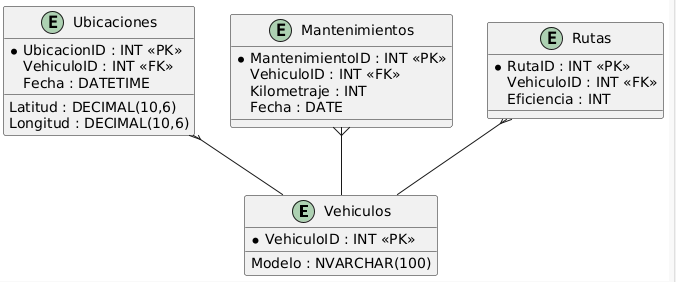 E Ubicaciones
* UbicacionID : INT «PK»
VehiculoID : INT «FK»
Fecha : DATETIME
Latitud : DECIMAL(10,6)
Longitud : DECIMAL(10,6)
E Mantenimientos
* MantenimientoID : INT «PK»
VehiculoID : INT «FK»
Kilometraje : INT
Fecha : DATE
E Rutas
* RutaID : INT «PK»
VehiculoID : INT «FK»
Eficiencia : INT
E Vehiculos
* VehiculoID : INT «PK»
Modelo : NVARCHAR(100)